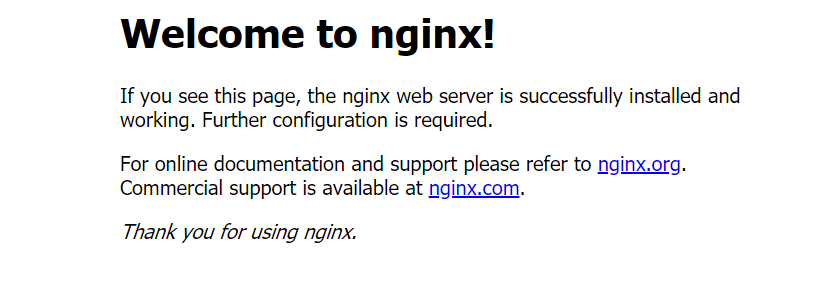 Welcome to nginx!
If you see this page, the nginx web server is successfully installed and
working. Further configuration is required.
For online documentation and support please refer to nginx.org.
Commercial support is available at nginx.com.
Thank you for using nginx.